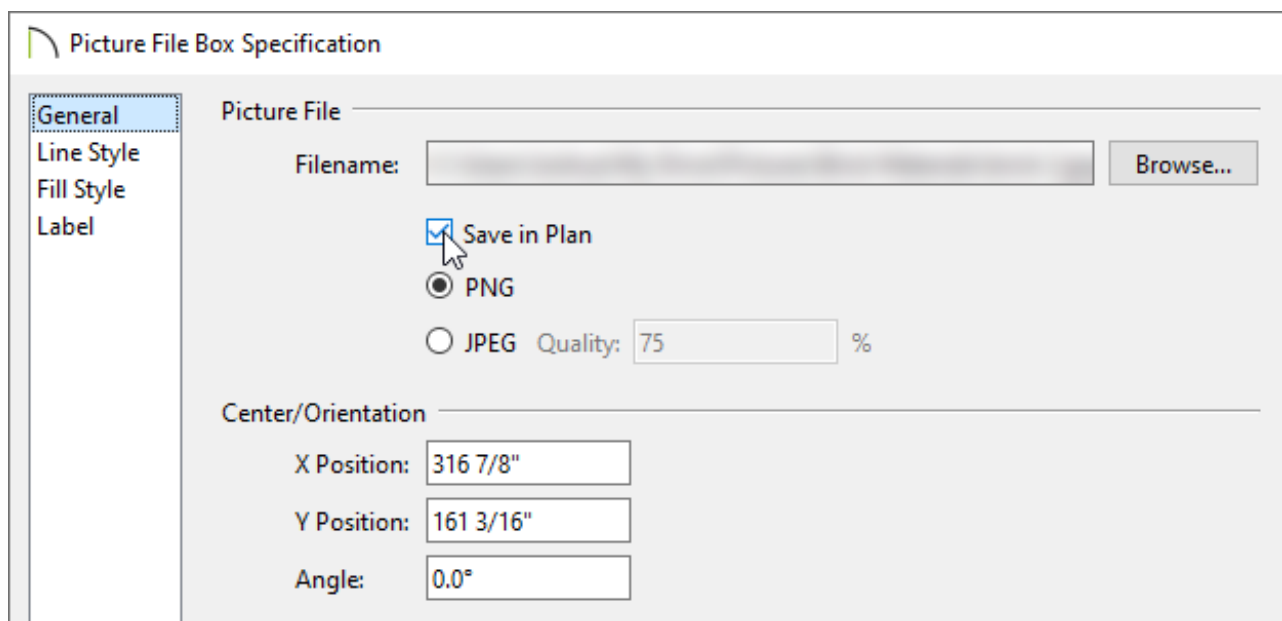 Picture File Box Specification
General
Line Style
Fill Style
Label
Picture File
Filename:
Browse...
Save in Plan
PNG
JPEG Quality: 75 %
Center/Orientation
X Position: 316 7/8"
Y Position: 161 3/16"
Angle: 0.0°